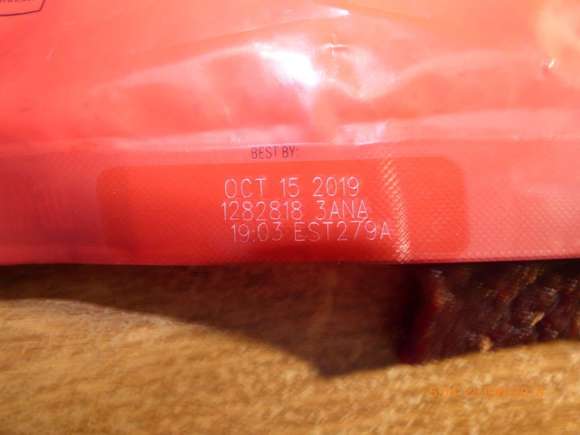 BEST BY:
OCT 15 2019
1282818 3ANA
19:03 EST279A